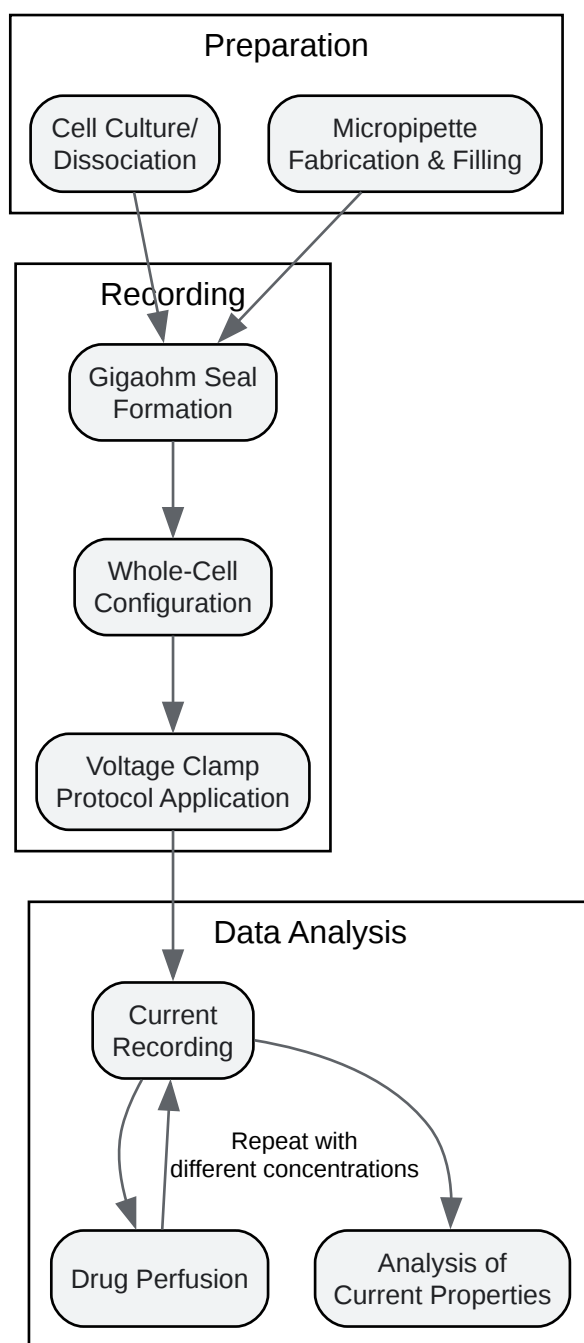 Preparation
Cell Culture/
Dissociation
Micropipette
Fabrication & Filling
Recording
Gigaohm Seal
Formation
Whole-Cell
Configuration
Voltage Clamp
Protocol Application
Data Analysis
Current
Recording
Repeat with
different concentrations
Drug Perfusion
Analysis of
Current Properties